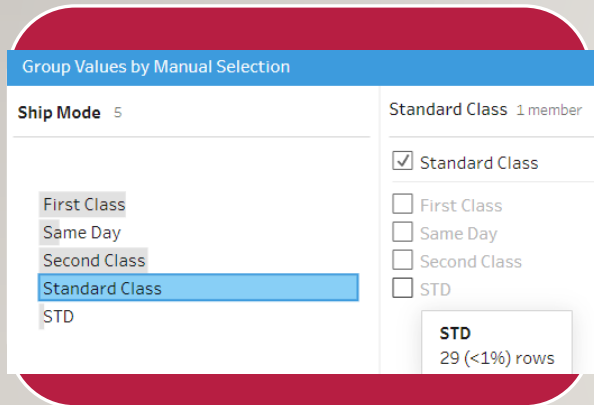 Group Values by Manual Selection
Ship Mode 5
First Class
Same Day
Second Class
Standard Class
STD
Standard Class 1 member
Standard Class
First Class
Same Day
Second Class
STD
STD
29 (<1%) rows